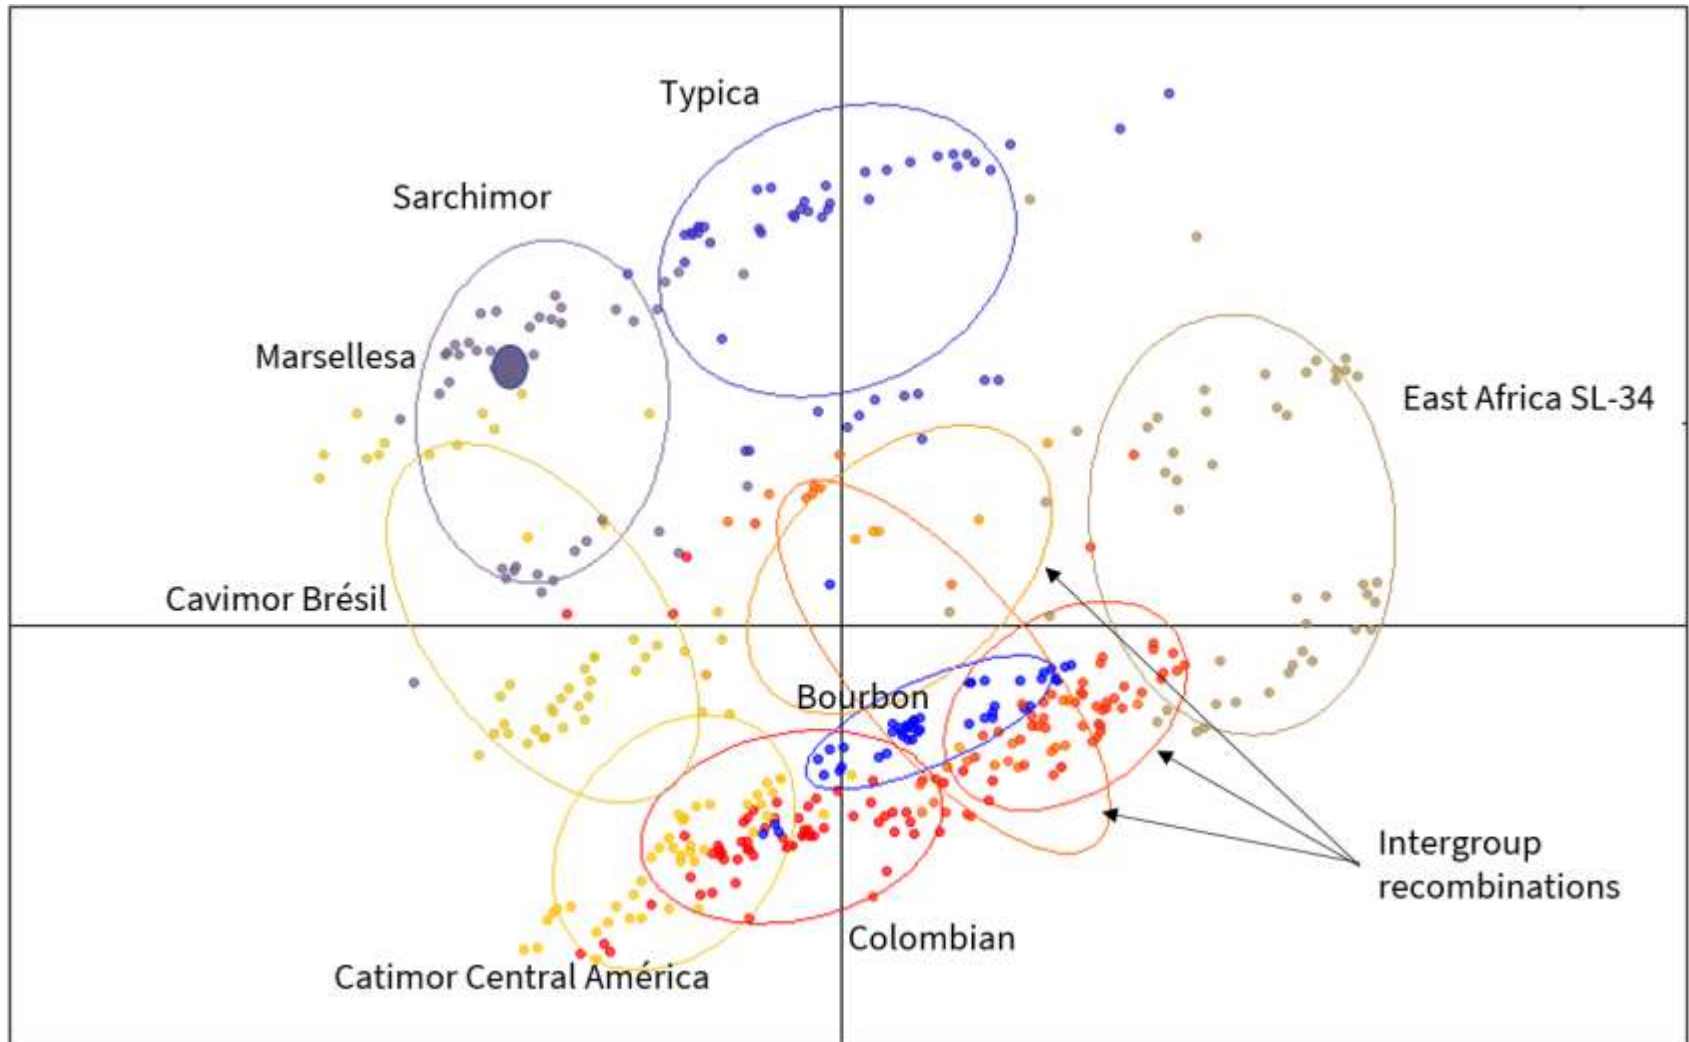 Typica
Sarchimor
Marsellesa
East Africa SL-34
Cavimor Brésil
Bourbon
Intergroup
recombinations
Colombian
Catimor Central América